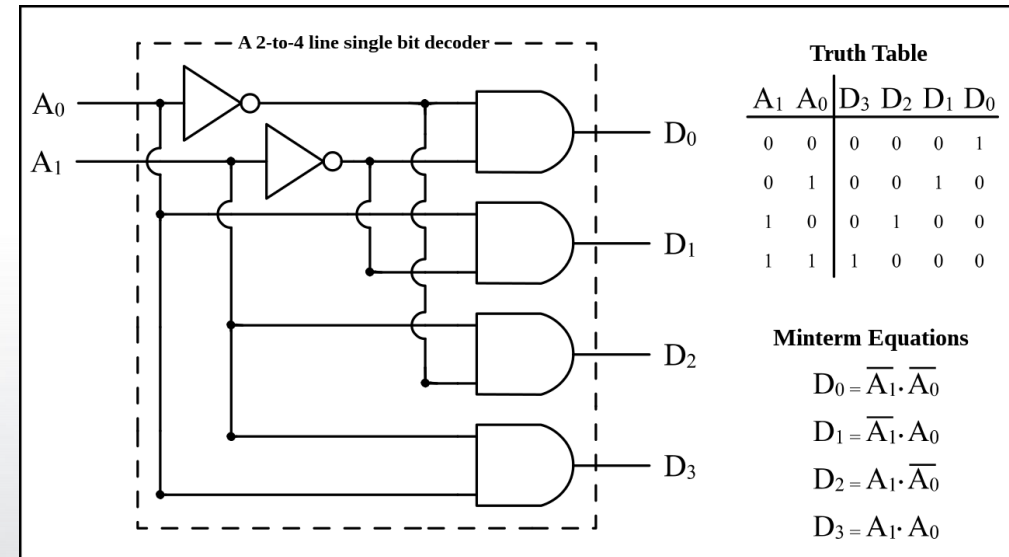 A 2-to-4 line single bit decoder
A₀
A₁
D₀
D₁
D₂
D₃
Truth Table
A₁ A₀ D₃ D₂ D₁ D₀
0 0 0 0 0 1
0 1 0 0 1 0
1 0 0 1 0 0
1 1 1 0 0 0
Minterm Equations
D₀ = A̅₁ · A̅₀
D₁ = A̅₁ · A₀
D₂ = A₁ · A̅₀
D₃ = A₁ · A₀